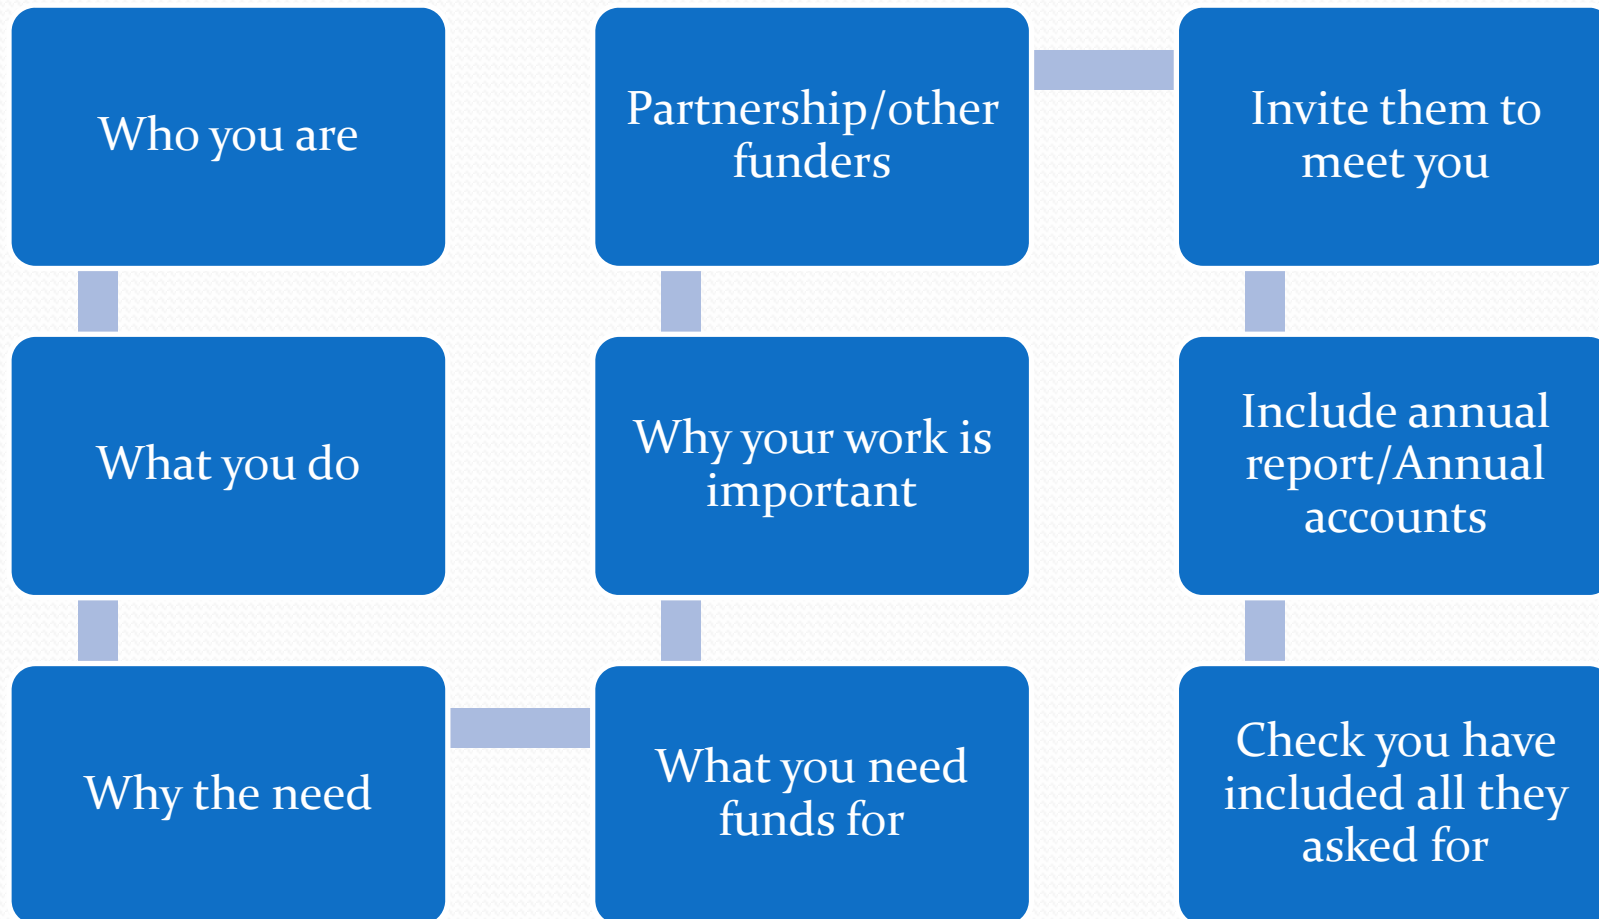 Who you are
What you do
Why the need
What you need
funds for
Why your work is
important
Partnership/other
funders
Invite them to
meet you
Include annual
report/Annual
accounts
Check you have
included all they
asked for